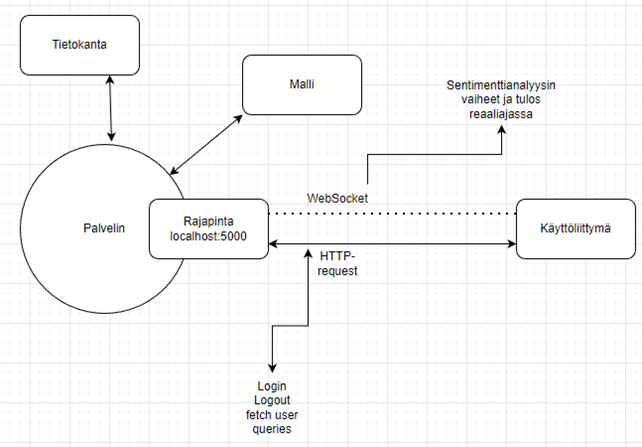 Tietokanta
Malli
Sentimenttianalyysin
vaiheet ja tulos
reaaliajassa
Palvelin
Rajapinta
localhost:5000
WebSocket
Käyttöliittymä
HTTP-
request
Login
Logout
fetch user
queries